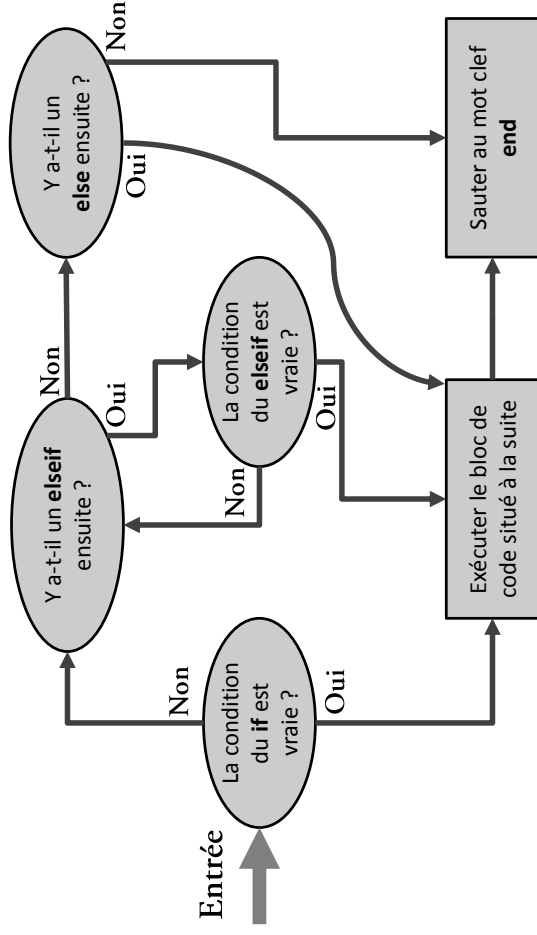 Entrée
La condition
du if est
vraie ?
Non
Oui
Y a-t-il un elseif
ensuite ?
Non
Oui
La condition
du elseif est
vraie ?
Non
Oui
Y a-t-il un
else ensuite ?
Non
Oui
Exécuter le bloc de
code situé à la suite
Sauter au mot clef
end